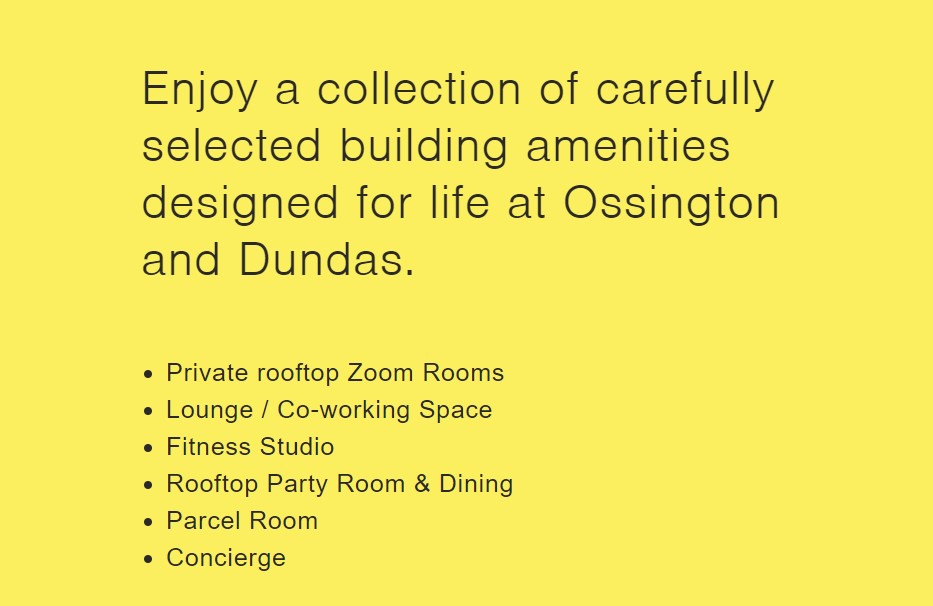 Enjoy a collection of carefully
selected building amenities
designed for life at Ossington
and Dundas.
• Private rooftop Zoom Rooms
• Lounge / Co-working Space
• Fitness Studio
• Rooftop Party Room & Dining
• Parcel Room
• Concierge